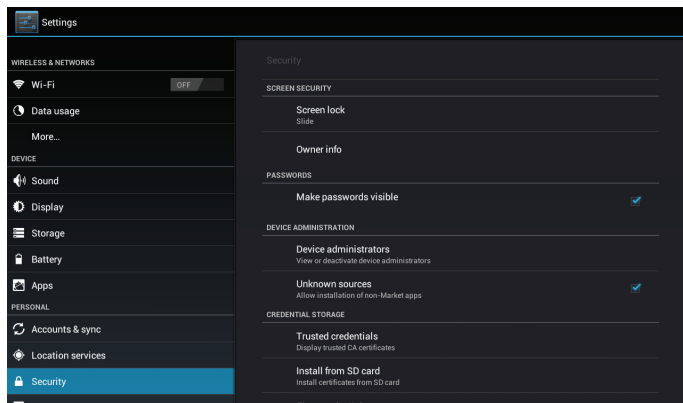 Settings
WIRELESS & NETWORKS
Wi-Fi
OFF
Data usage
More...
DEVICE
Sound
Display
Storage
Battery
Apps
PERSONAL
Accounts & sync
Location services
Security
Security
SCREEN SECURITY
Screen lock
Slide
Owner info
PASSWORDS
Make passwords visible
DEVICE ADMINISTRATION
Device administrators
View or deactivate device administrators
Unknown sources
Allow installation of non-Market apps
CREDENTIAL STORAGE
Trusted credentials
Display trusted CA certificates
Install from SD card
Install certificates from SD card